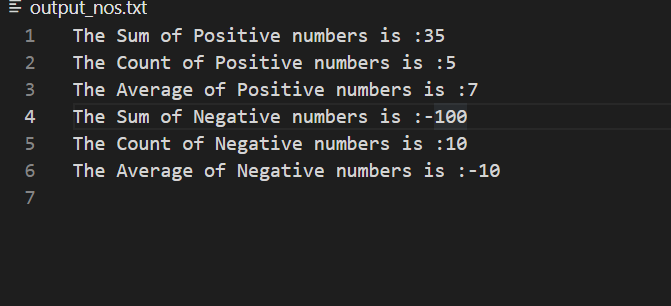 output_nos.txt
1 The Sum of Positive numbers is :35
2 The Count of Positive numbers is :5
3 The Average of Positive numbers is :7
4 The Sum of Negative numbers is :-100
5 The Count of Negative numbers is :10
6 The Average of Negative numbers is :-10
7